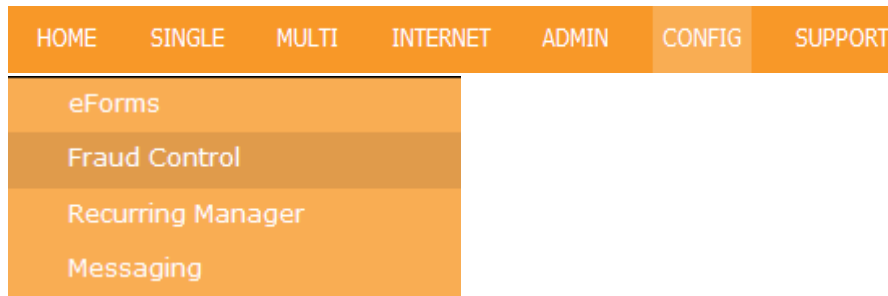 HOME SINGLE MULTI INTERNET ADMIN CONFIG SUPPORT
eForms
Fraud Control
Recurring Manager
Messaging